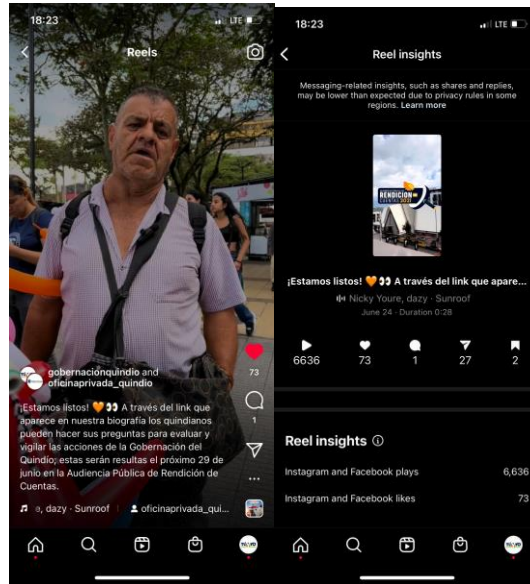 18:23
LTE
Reels
gobernaciónquindio and
oficinaprivada_quindio
¡Estamos listos! 🧡👀 A través del link que
aparece en nuestra biografía los quindianos
pueden hacer sus preguntas para evaluar y
vigilar las acciones de la Gobernación del
Quindío; estas serán resultas el próximo 29 de
junio en la Audiencia Pública de Rendición de
Cuentas.
73
1
e, dazy · Sunroof
oficinaprivada_qui...
18:23
LTE
Reel insights
Messaging-related insights, such as shares and replies,
may be lower than expected due to privacy rules in some
regions. Learn more
RENDICIÓN
CUENTAS 2021
¡Estamos listos! 🧡👀 A través del link que apare...
Nicky Youre, dazy · Sunroof
June 24 · Duration 0:28
6636 73 1 27 2
Reel insights
Instagram and Facebook plays 6,636
Instagram and Facebook likes 73